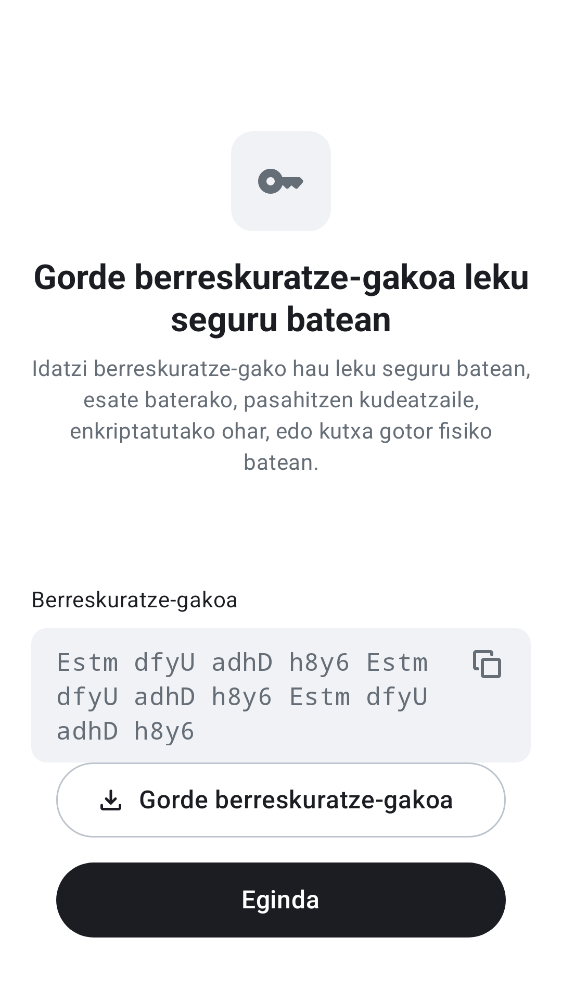 Gorde berreskuratze-gakoa leku
seguru batean
Idatzi berreskuratze-gako hau leku seguru batean,
esate baterako, pasahitzen kudeatzaile,
enkriptatutako ohar, edo kutxa gotor fisiko
batean.
Berreskuratze-gakoa
Estm dfyU adhD h8y6 Estm
dfyU adhD h8y6 Estm dfyU
adhD h8y6
Gorde berreskuratze-gakoa
Eginda